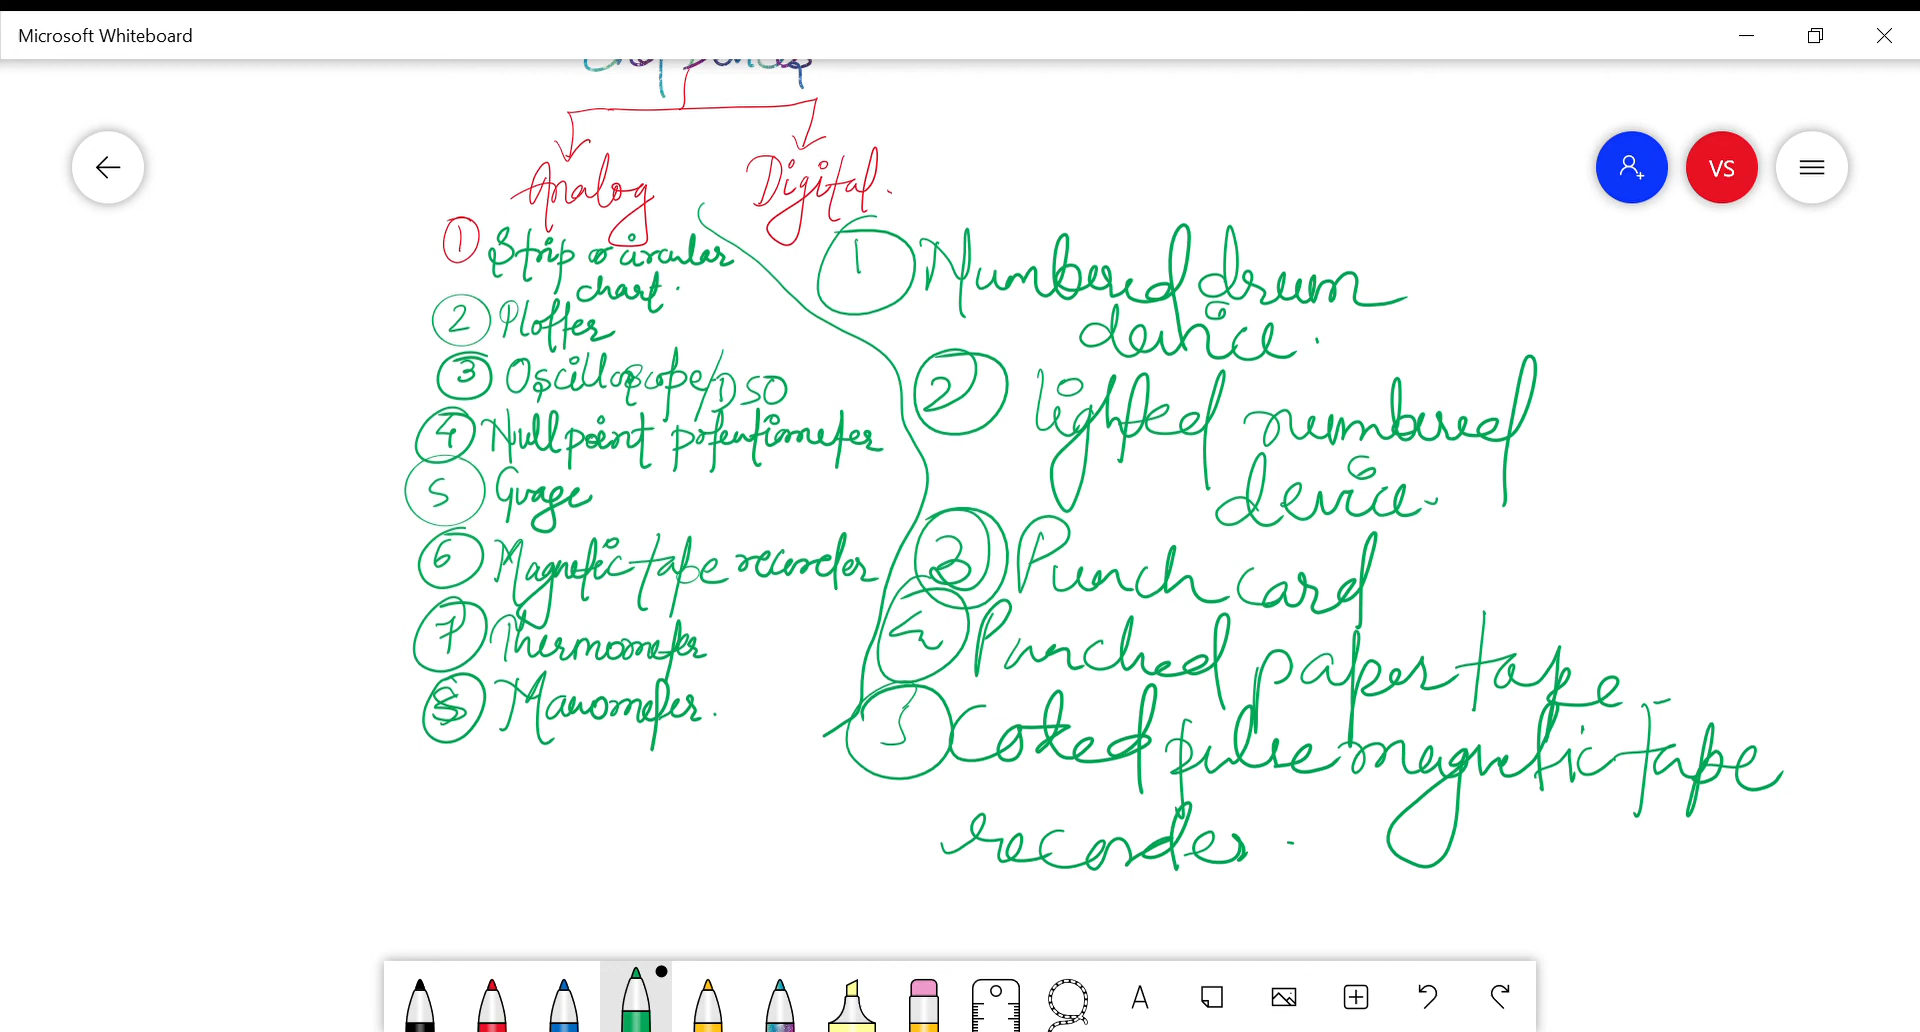 Microsoft Whiteboard
VS
Analog
Digital.
1 Strip or circular
chart.
2 Plotter
3 Oscilloscope/DSO
4 Null point potentiometer
5 Guage
6 Magnetic tape recorder
7 Thermometer
8 Manometer.
1 Numbered drum
device.
2 lighted numbered
device.
3 Punch card
4 Punched paper tape
5 Coded pulse magnetic tape
recorder.
A